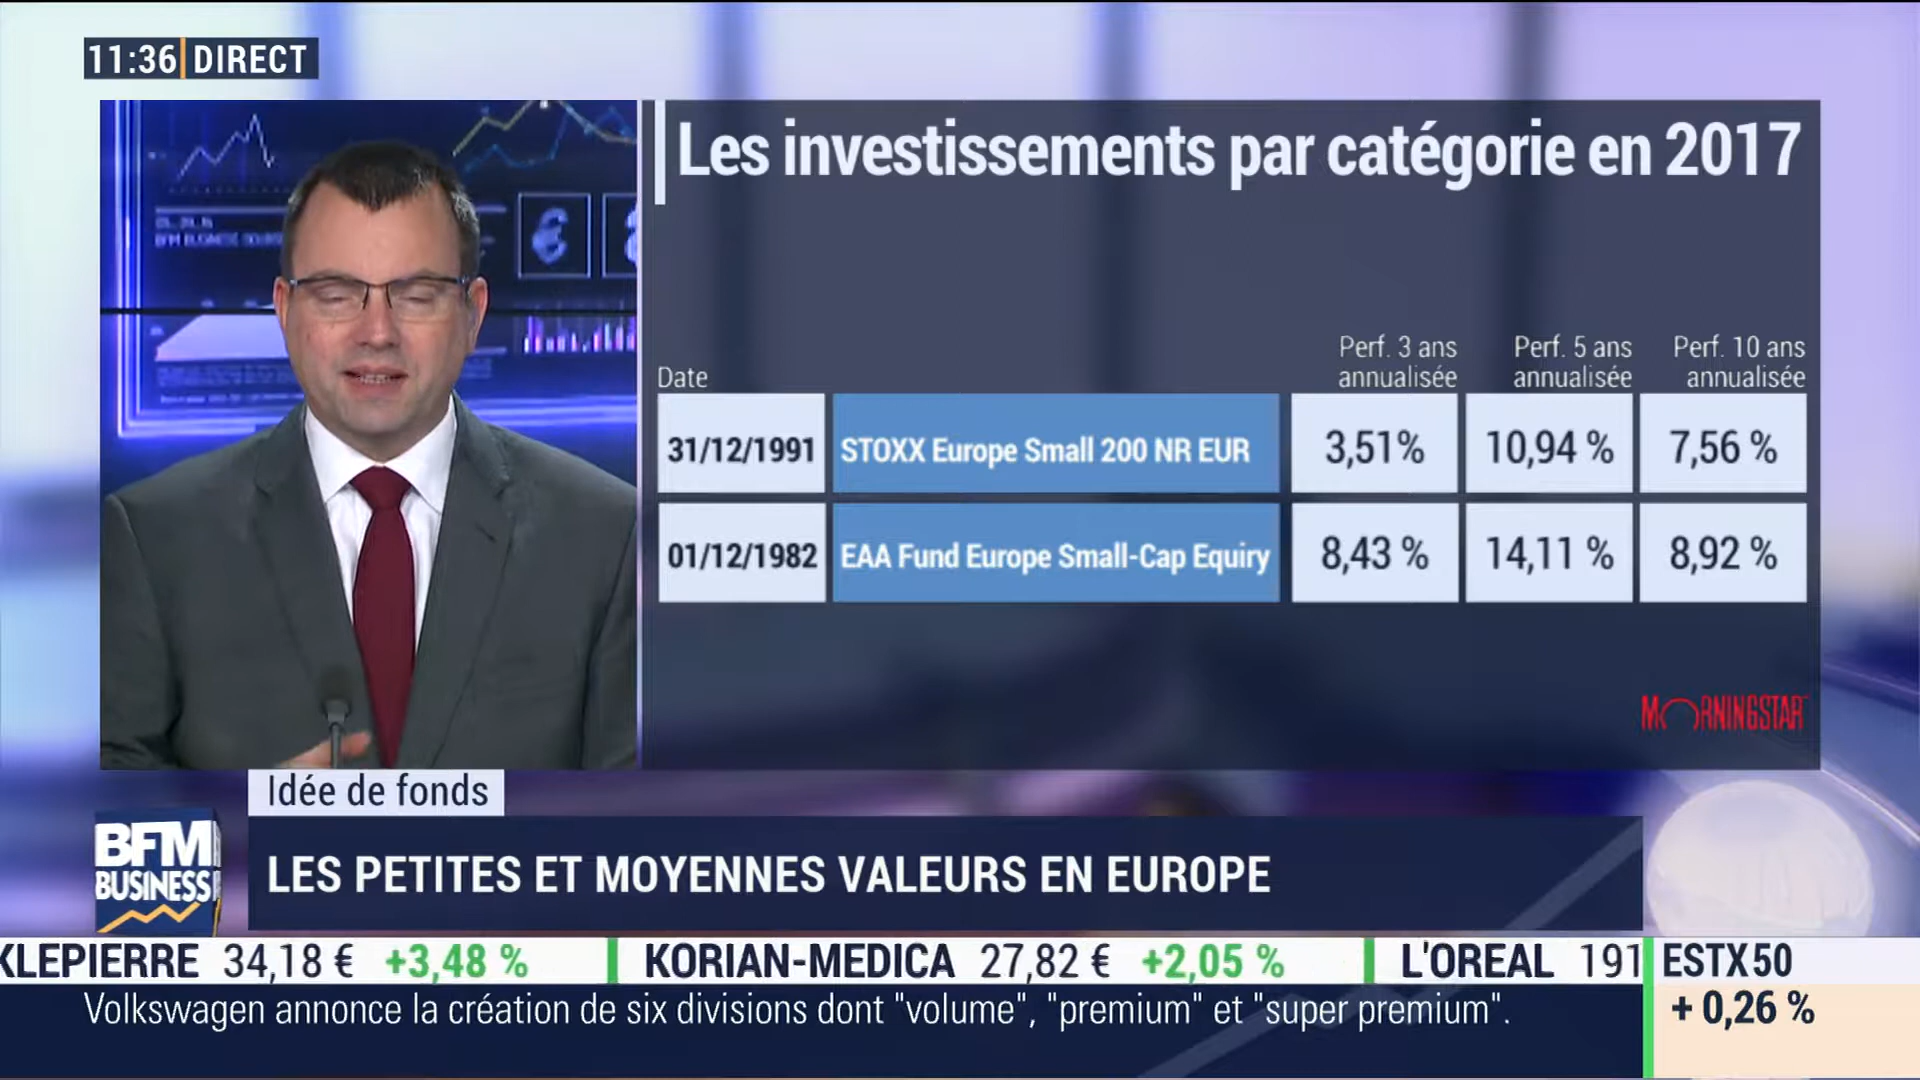 11:36 DIRECT
Les investissements par catégorie en 2017
Date
Perf. 3 ans annualisée
Perf. 5 ans annualisée
Perf. 10 ans annualisée
31/12/1991 STOXX Europe Small 200 NR EUR 3,51% 10,94 % 7,56 %
01/12/1982 EAA Fund Europe Small-Cap Equiry 8,43 % 14,11 % 8,92 %
MORNINGSTAR
Idée de fonds
BFM
BUSINESS
LES PETITES ET MOYENNES VALEURS EN EUROPE
KLEPIERRE 34,18 € +3,48 % KORIAN-MEDICA 27,82 € +2,05 % L'OREAL 191
ESTX50
+ 0,26 %
Volkswagen annonce la création de six divisions dont "volume", "premium" et "super premium".